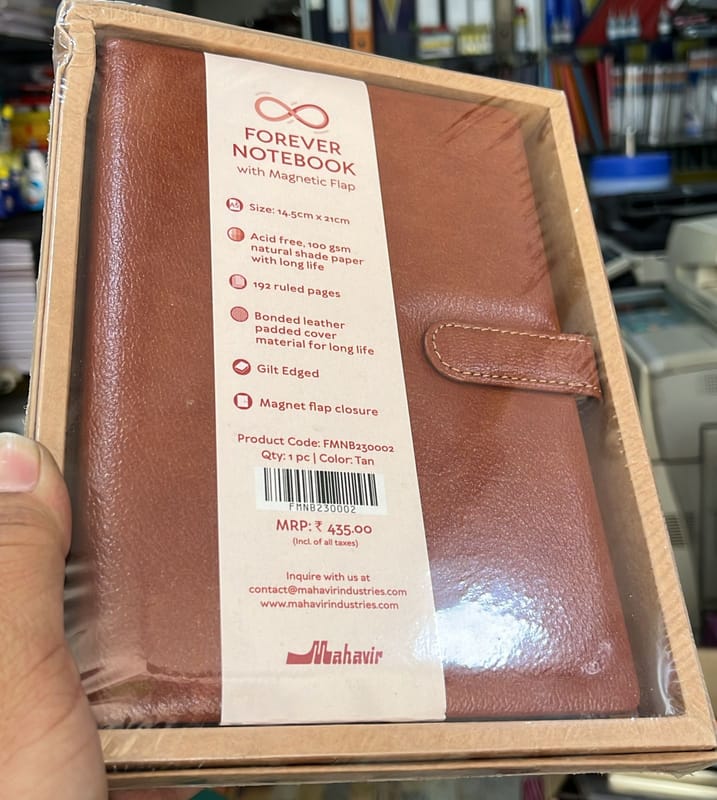 FOREVER
NOTEBOOK
with Magnetic Flap
A5
Size: 14.5cm x 21cm
Acid free, 100 gsm
natural shade paper
with long life
192 ruled pages
Bonded leather
padded cover
material for long life
Gilt Edged
Magnet flap closure
Product Code: FMNB230002
Qty: 1 pc | Color: Tan
FMNB230002
MRP: ₹ 435.00
(Incl. of all taxes)
Inquire with us at
contact@mahavirindustries.com
www.mahavirindustries.com
Mahavir